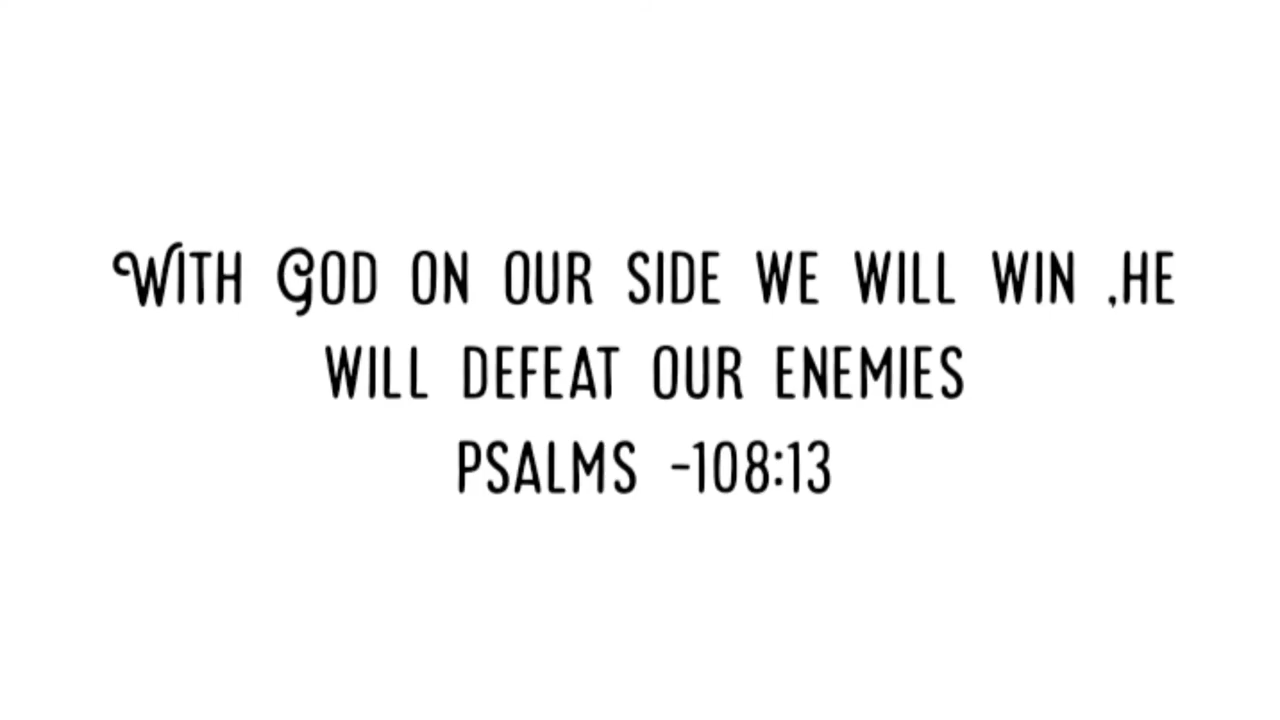 With God on our side we will win ,he
will defeat our enemies
Psalms -108:13